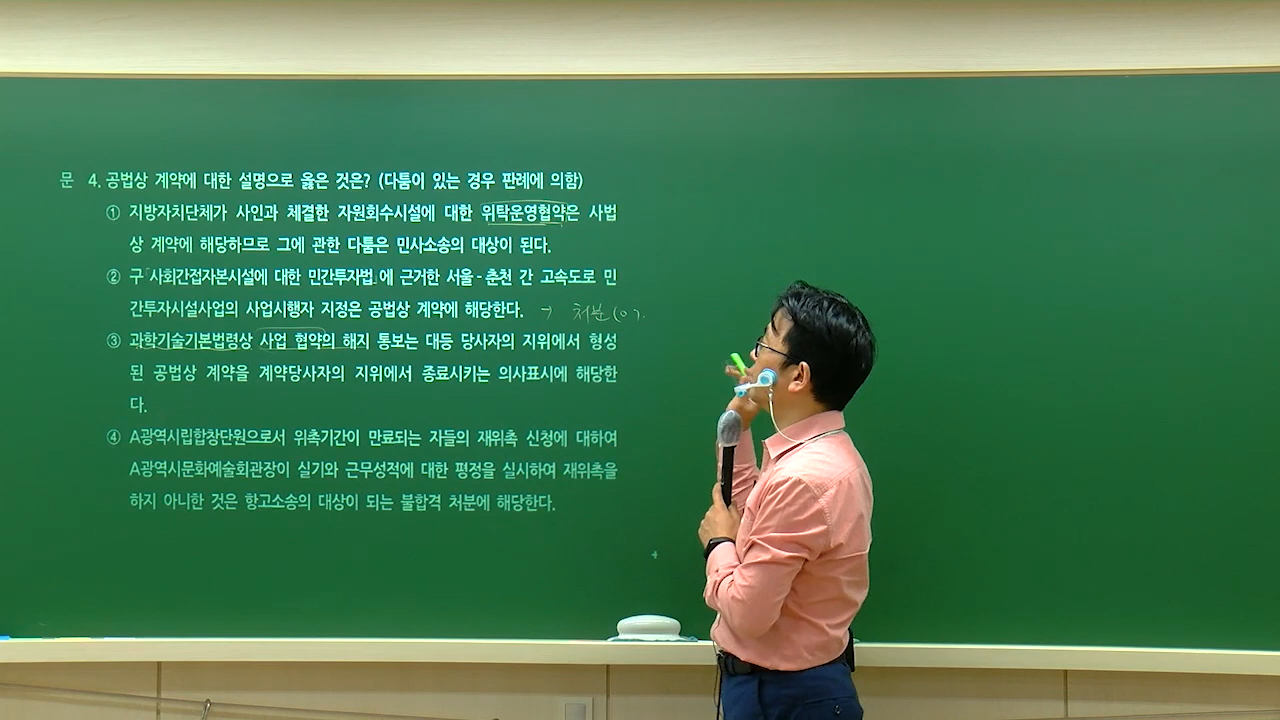 문 4. 공법상 계약에 대한 설명으로 옳은 것은? (다툼이 있는 경우 판례에 의함)
① 지방자치단체가 사인과 체결한 자원회수시설에 대한 위탁운영협약은 사법
상 계약에 해당하므로 그에 관한 다툼은 민사소송의 대상이 된다.
② 구「사회간접자본시설에 대한 민간투자법」에 근거한 서울-춘천 간 고속도로 민
간투자시설사업의 사업시행자 지정은 공법상 계약에 해당한다. → 처분(o).
③ 과학기술기본법령상 사업 협약의 해지 통보는 대등 당사자의 지위에서 형성
된 공법상 계약을 계약당사자의 지위에서 종료시키는 의사표시에 해당한
다.
④ A광역시립합창단원으로서 위촉기간이 만료되는 자들의 재위촉 신청에 대하여
A광역시문화예술회관장이 실기와 근무성적에 대한 평정을 실시하여 재위촉을
하지 아니한 것은 항고소송의 대상이 되는 불합격 처분에 해당한다.